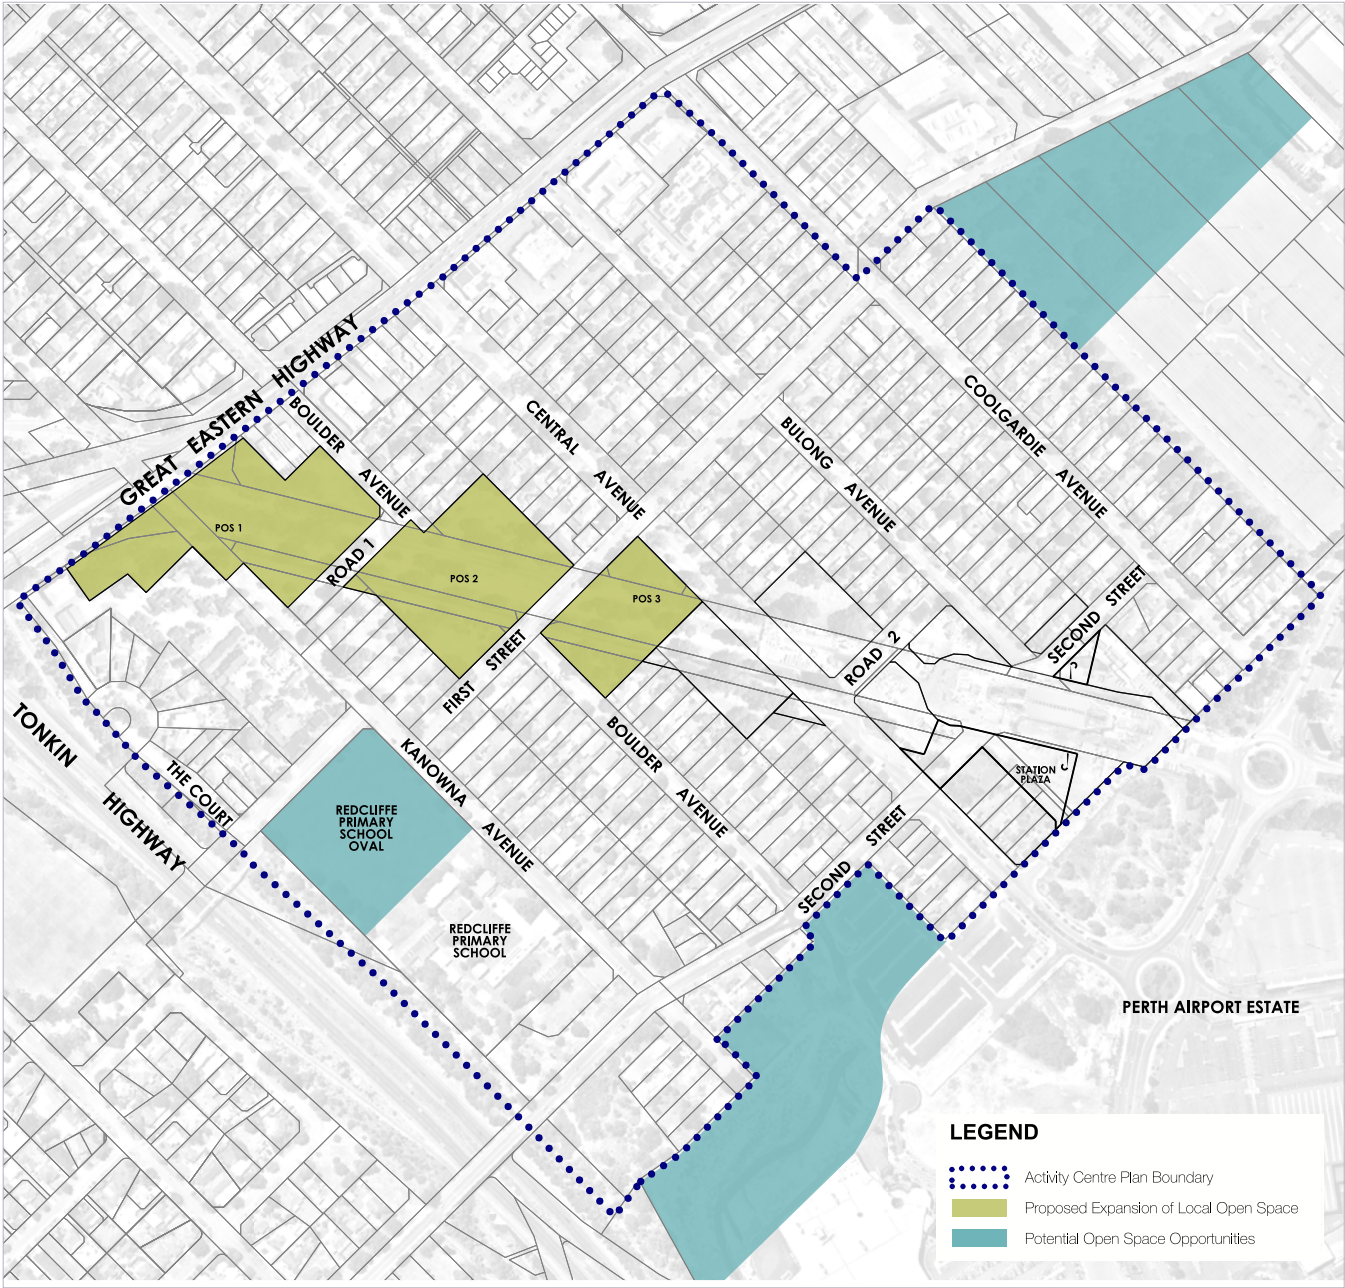 GREAT EASTERN HIGHWAY
BOULDER AVENUE
CENTRAL AVENUE
COOLGARDIE AVENUE
BULONG AVENUE
POS 1
ROAD 1
POS 2
POS 3
SECOND STREET
ROAD 2
FIRST STREET
TONKIN HIGHWAY
THE COURT
KANOWNA AVENUE
BOULDER AVENUE
STATION
PLAZA
REDCLIFFE
PRIMARY
SCHOOL
OVAL
SECOND STREET
REDCLIFFE
PRIMARY
SCHOOL
PERTH AIRPORT ESTATE
LEGEND
Activity Centre Plan Boundary
Proposed Expansion of Local Open Space
Potential Open Space Opportunities